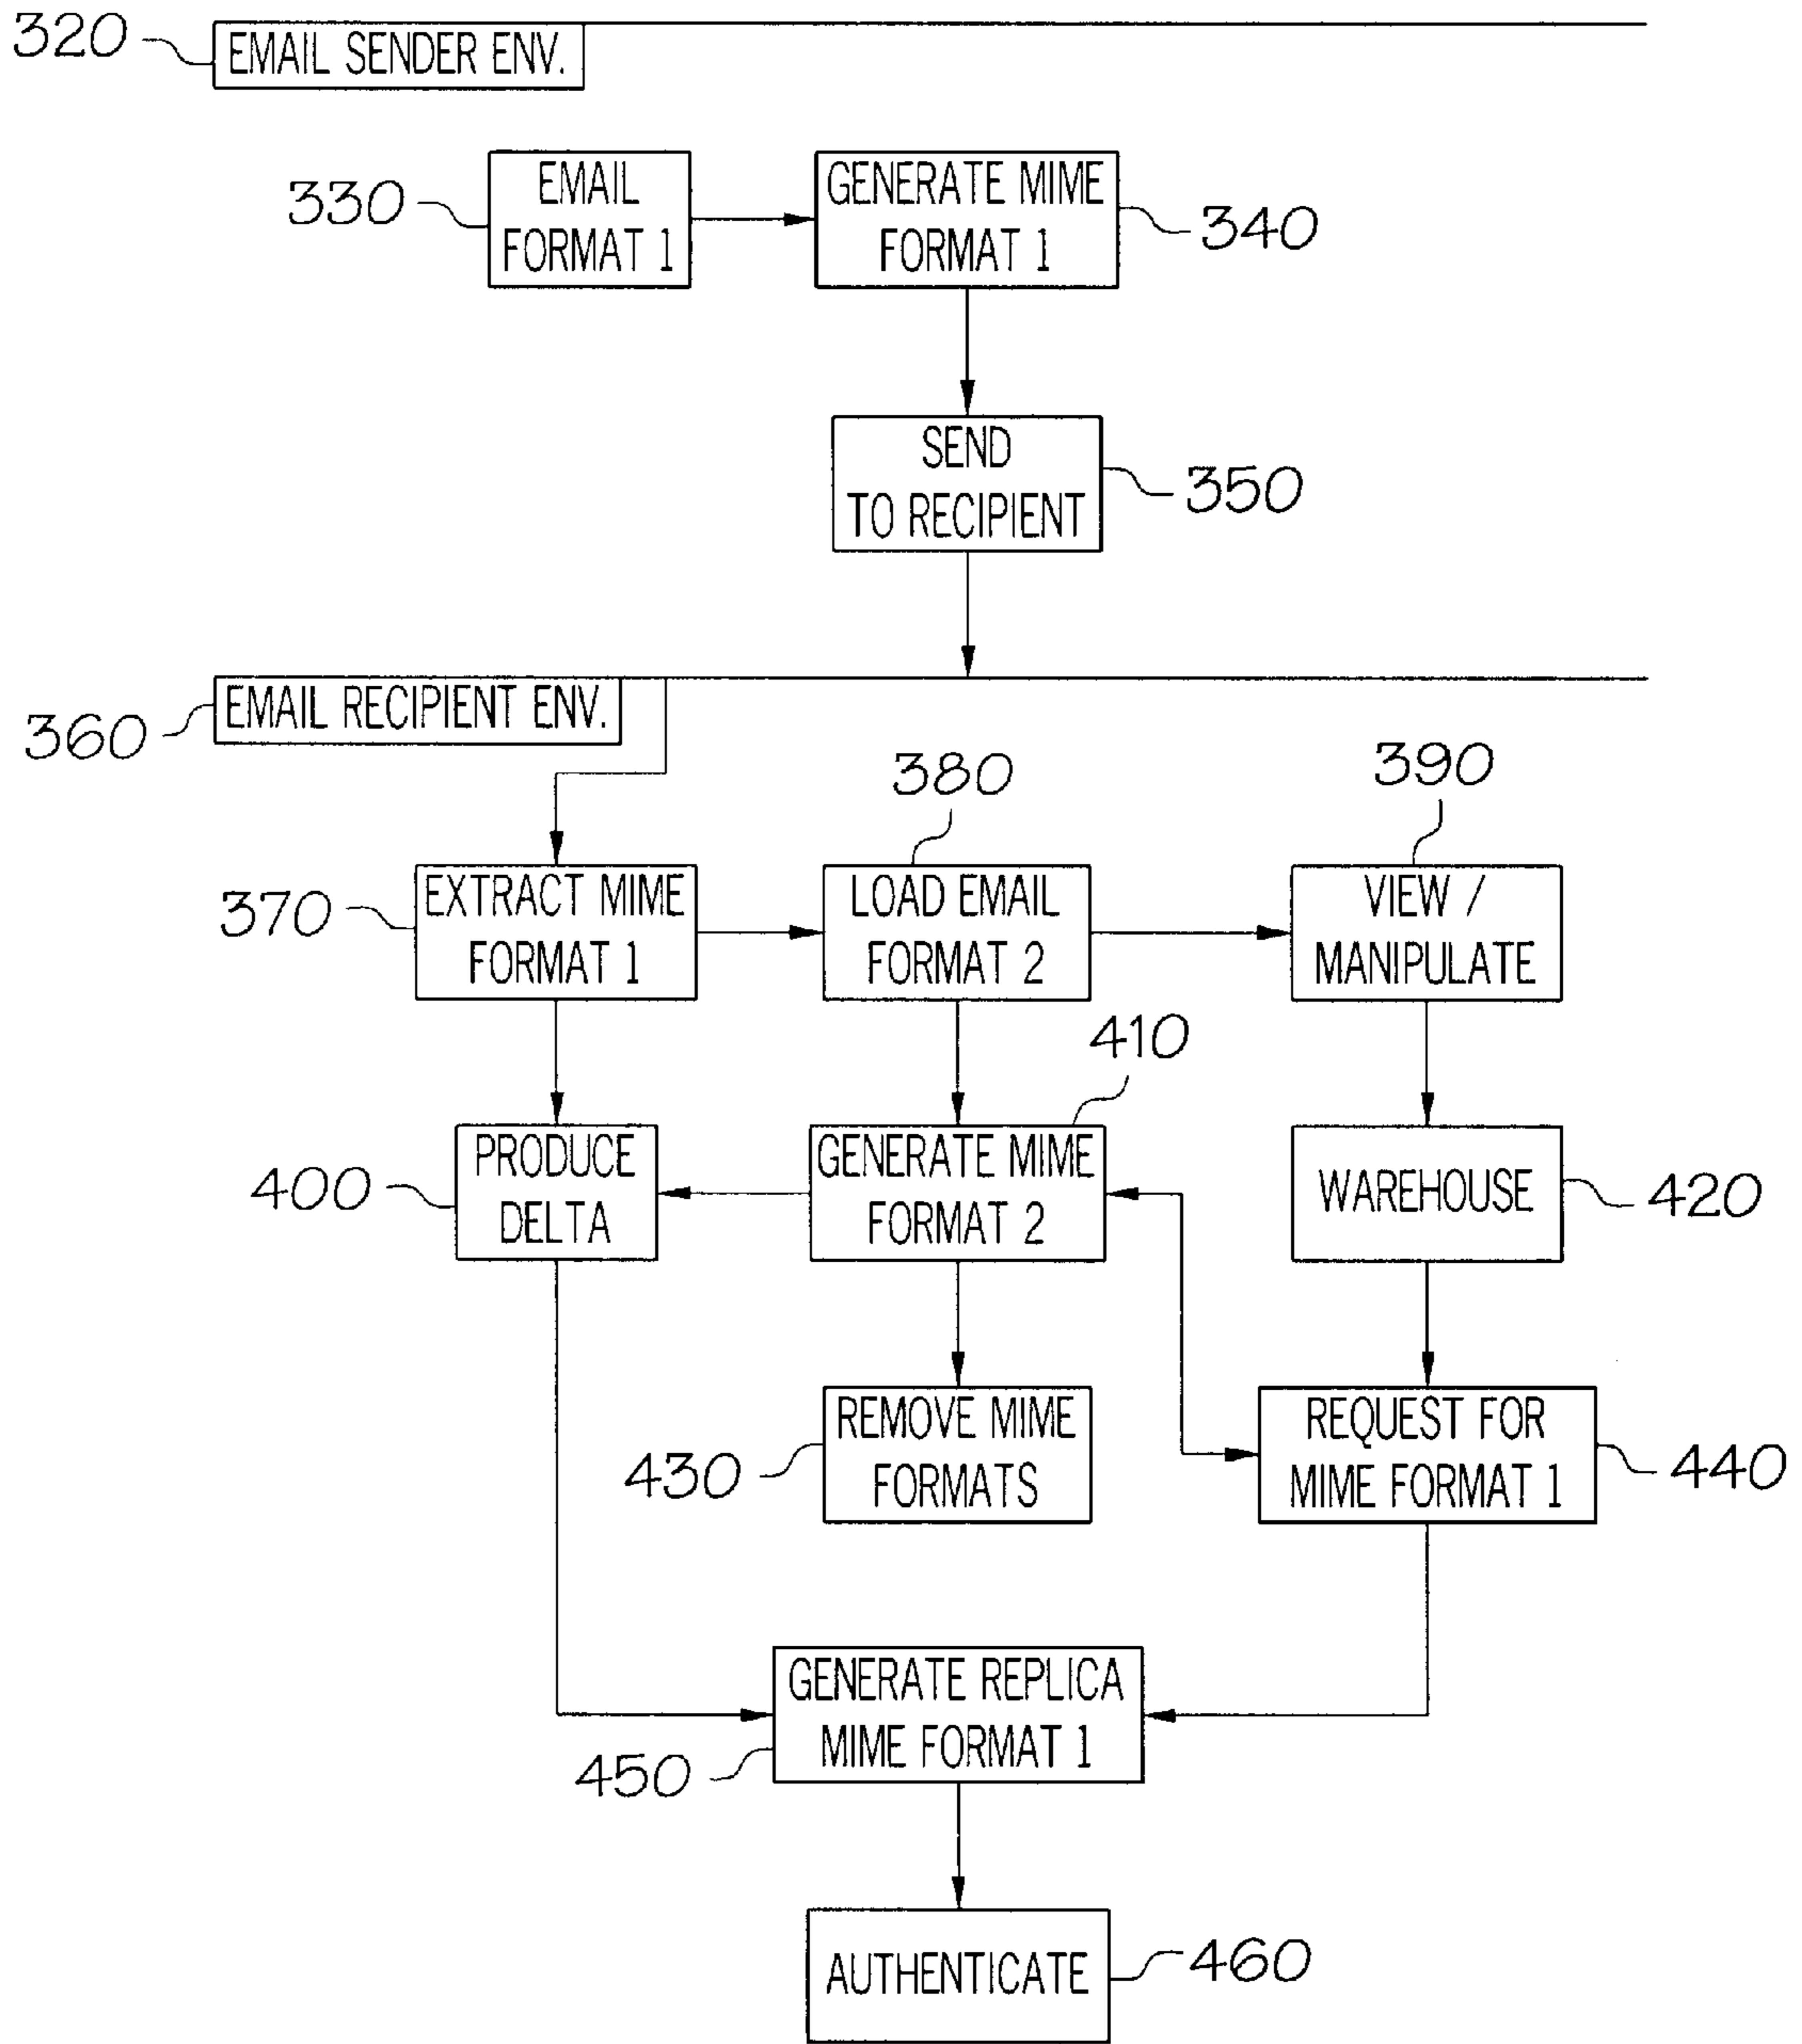 320
EMAIL SENDER ENV.
330
EMAIL
FORMAT 1
GENERATE MIME
FORMAT 1
340
SEND
TO RECIPIENT
350
360
EMAIL RECIPIENT ENV.
370
EXTRACT MIME
FORMAT 1
380
LOAD EMAIL
FORMAT 2
390
VIEW /
MANIPULATE
400
PRODUCE
DELTA
410
GENERATE MIME
FORMAT 2
WAREHOUSE
420
430
REMOVE MIME
FORMATS
REQUEST FOR
MIME FORMAT 1
440
GENERATE REPLICA
MIME FORMAT 1
450
AUTHENTICATE
460